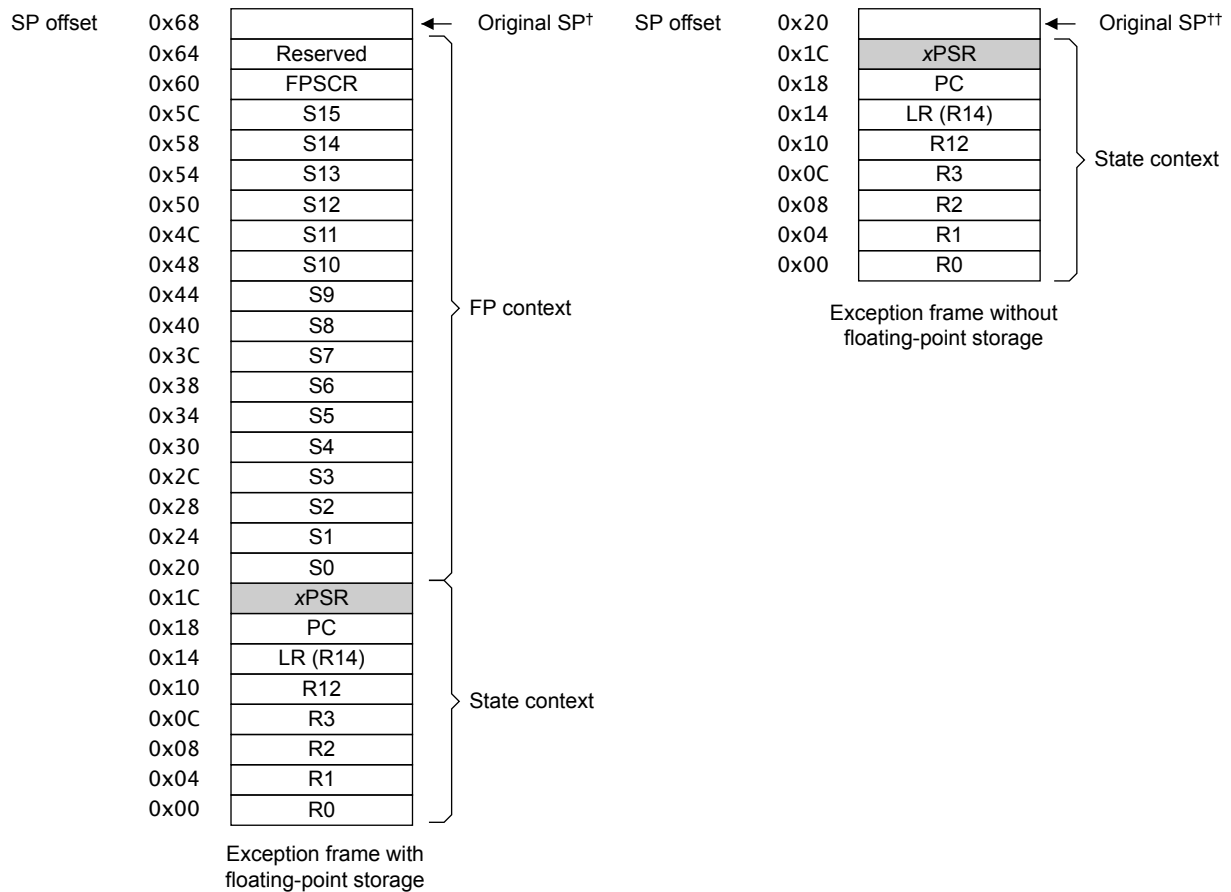 SP offset 0x68 Original SP†
0x64 Reserved
0x60 FPSCR
0x5C S15
0x58 S14
0x54 S13
0x50 S12
0x4C S11
0x48 S10
0x44 S9
0x40 S8
0x3C S7
0x38 S6
0x34 S5
0x30 S4
0x2C S3
0x28 S2
0x24 S1
0x20 S0
FP context
0x1C xPSR
0x18 PC
0x14 LR (R14)
0x10 R12
0x0C R3
0x08 R2
0x04 R1
0x00 R0
State context
Exception frame with
floating-point storage
SP offset 0x20 Original SP††
0x1C xPSR
0x18 PC
0x14 LR (R14)
0x10 R12
0x0C R3
0x08 R2
0x04 R1
0x00 R0
State context
Exception frame without
floating-point storage